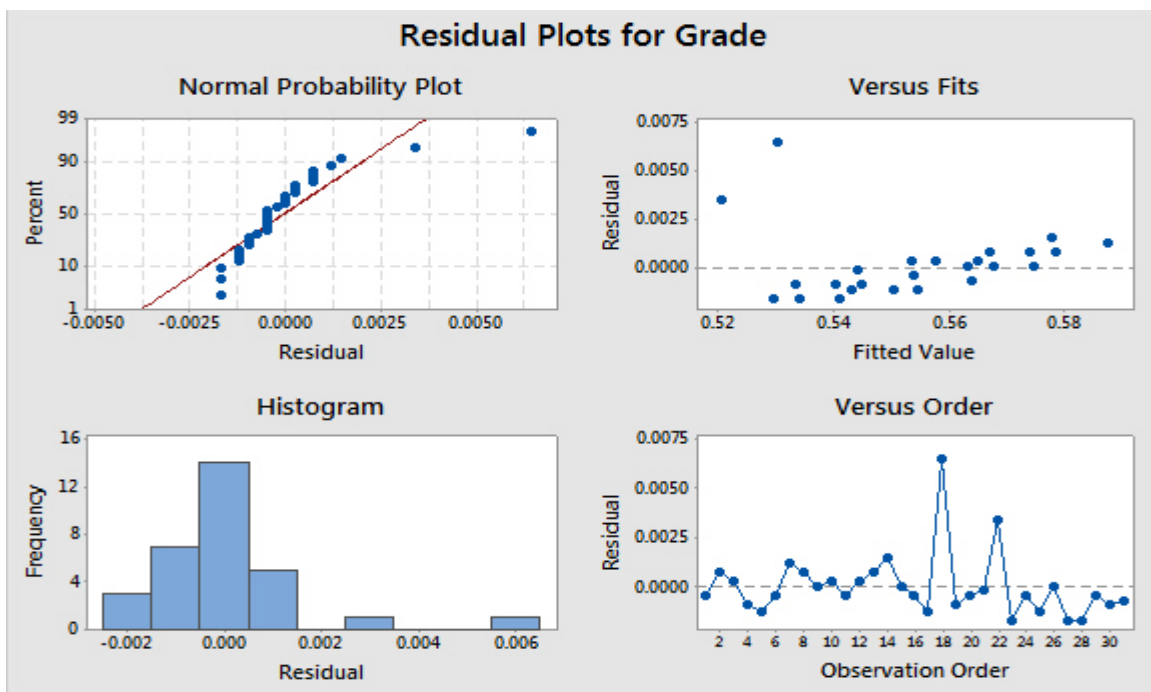 Residual Plots for Grade
Normal Probability Plot
99
90
50
10
1
Percent
-0.0050 -0.0025 0.0000 0.0025 0.0050
Residual
Versus Fits
0.0075
0.0050
0.0025
0.0000
Residual
0.52 0.54 0.56 0.58
Fitted Value
Histogram
16
12
8
4
0
Frequency
-0.002 0.000 0.002 0.004 0.006
Residual
Versus Order
0.0075
0.0050
0.0025
0.0000
Residual
2 4 6 8 10 12 14 16 18 20 22 24 26 28 30
Observation Order